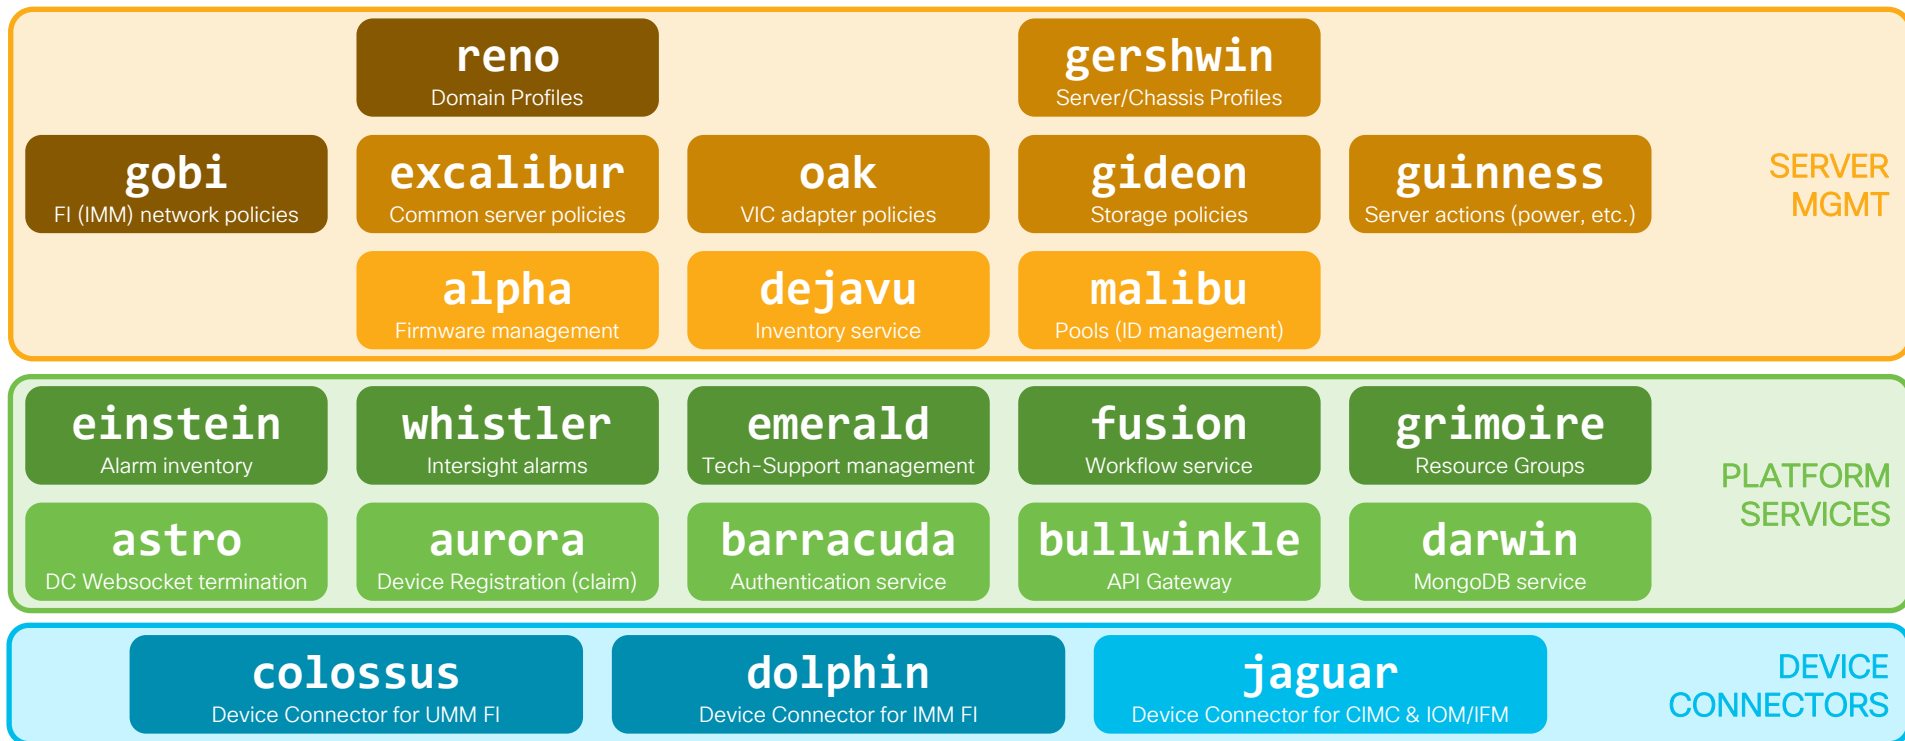 reno
Domain Profiles
gershwin
Server/Chassis Profiles
gobi
FI (IMM) network policies
excalibur
Common server policies
oak
VIC adapter policies
gideon
Storage policies
guinness
Server actions (power, etc.)
SERVER
MGMT
alpha
Firmware management
dejavu
Inventory service
malibu
Pools (ID management)
einstein
Alarm inventory
whistler
Intersight alarms
emerald
Tech-Support management
fusion
Workflow service
grimoire
Resource Groups
PLATFORM
SERVICES
astro
DC Websocket termination
aurora
Device Registration (claim)
barracuda
Authentication service
bullwinkle
API Gateway
darwin
MongoDB service
colossus
Device Connector for UMM FI
dolphin
Device Connector for IMM FI
jaguar
Device Connector for CIMC & IOM/IFM
DEVICE
CONNECTORS